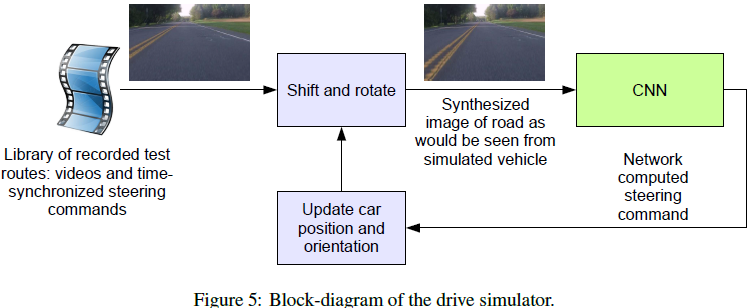 Library of recorded test
routes: videos and time-
synchronized steering
commands
Shift and rotate
Synthesized
image of road as
would be seen from
simulated vehicle
CNN
Network
computed
steering
command
Update car
position and
orientation
Figure 5: Block-diagram of the drive simulator.